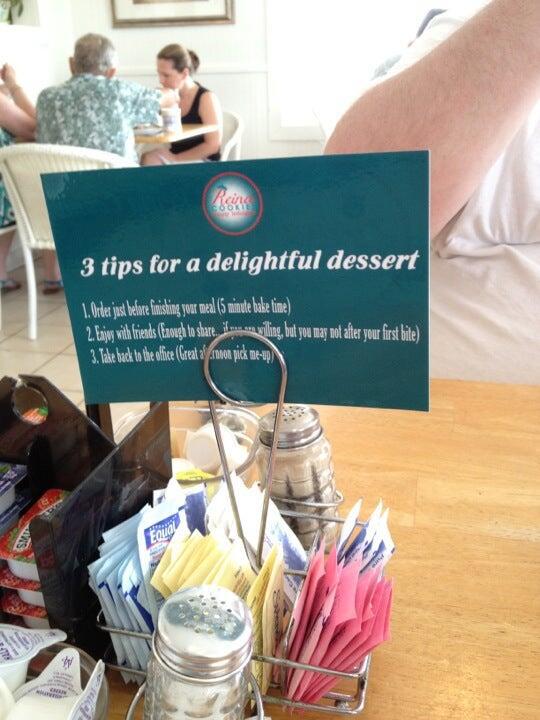 Reina
COOKIE
3 tips for a delightful dessert
1. Order just before finishing your meal (5 minute bake time)
2. Enjoy with friends (Enough to share.. if you are willing, but you may not after your first bite)
3. Take back to the office (Great afternoon pick me-up)
Equal